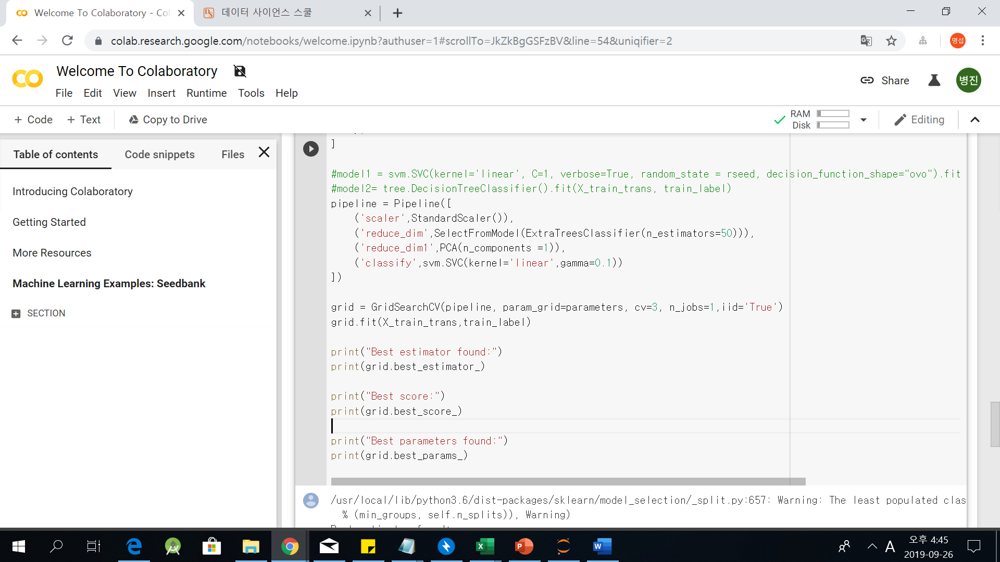 Welcome To Colaboratory - Col
데이터 사이언스 스쿨
colab.research.google.com/notebooks/welcome.ipynb?authuser=1#scrollTo=JkZkBgGSFzBV&line=54&uniqifier=2
명섭
Welcome To Colaboratory
Share
병진
File Edit View Insert Runtime Tools Help
+ Code + Text Copy to Drive
RAM
Disk
Editing
Table of contents Code snippets Files
Introducing Colaboratory
Getting Started
More Resources
Machine Learning Examples: Seedbank
SECTION
]
#model1 = svm.SVC(kernel='linear', C=1, verbose=True, random_state = rseed, decision_function_shape="ovo").fit
#model2= tree.DecisionTreeClassifier().fit(X_train_trans, train_label)
pipeline = Pipeline([
('scaler',StandardScaler()),
('reduce_dim',SelectFromModel(ExtraTreesClassifier(n_estimators=50))),
('reduce_dim1',PCA(n_components =1)),
('classify',svm.SVC(kernel='linear',gamma=0.1))
])
grid = GridSearchCV(pipeline, param_grid=parameters, cv=3, n_jobs=1,iid='True')
grid.fit(X_train_trans,train_label)
print("Best estimator found:")
print(grid.best_estimator_)
print("Best score:")
print(grid.best_score_)
print("Best parameters found:")
print(grid.best_params_)
/usr/local/lib/python3.6/dist-packages/sklearn/model_selection/_split.py:657: Warning: The least populated clas
% (min_groups, self.n_splits)), Warning)
A
오후 4:45
2019-09-26